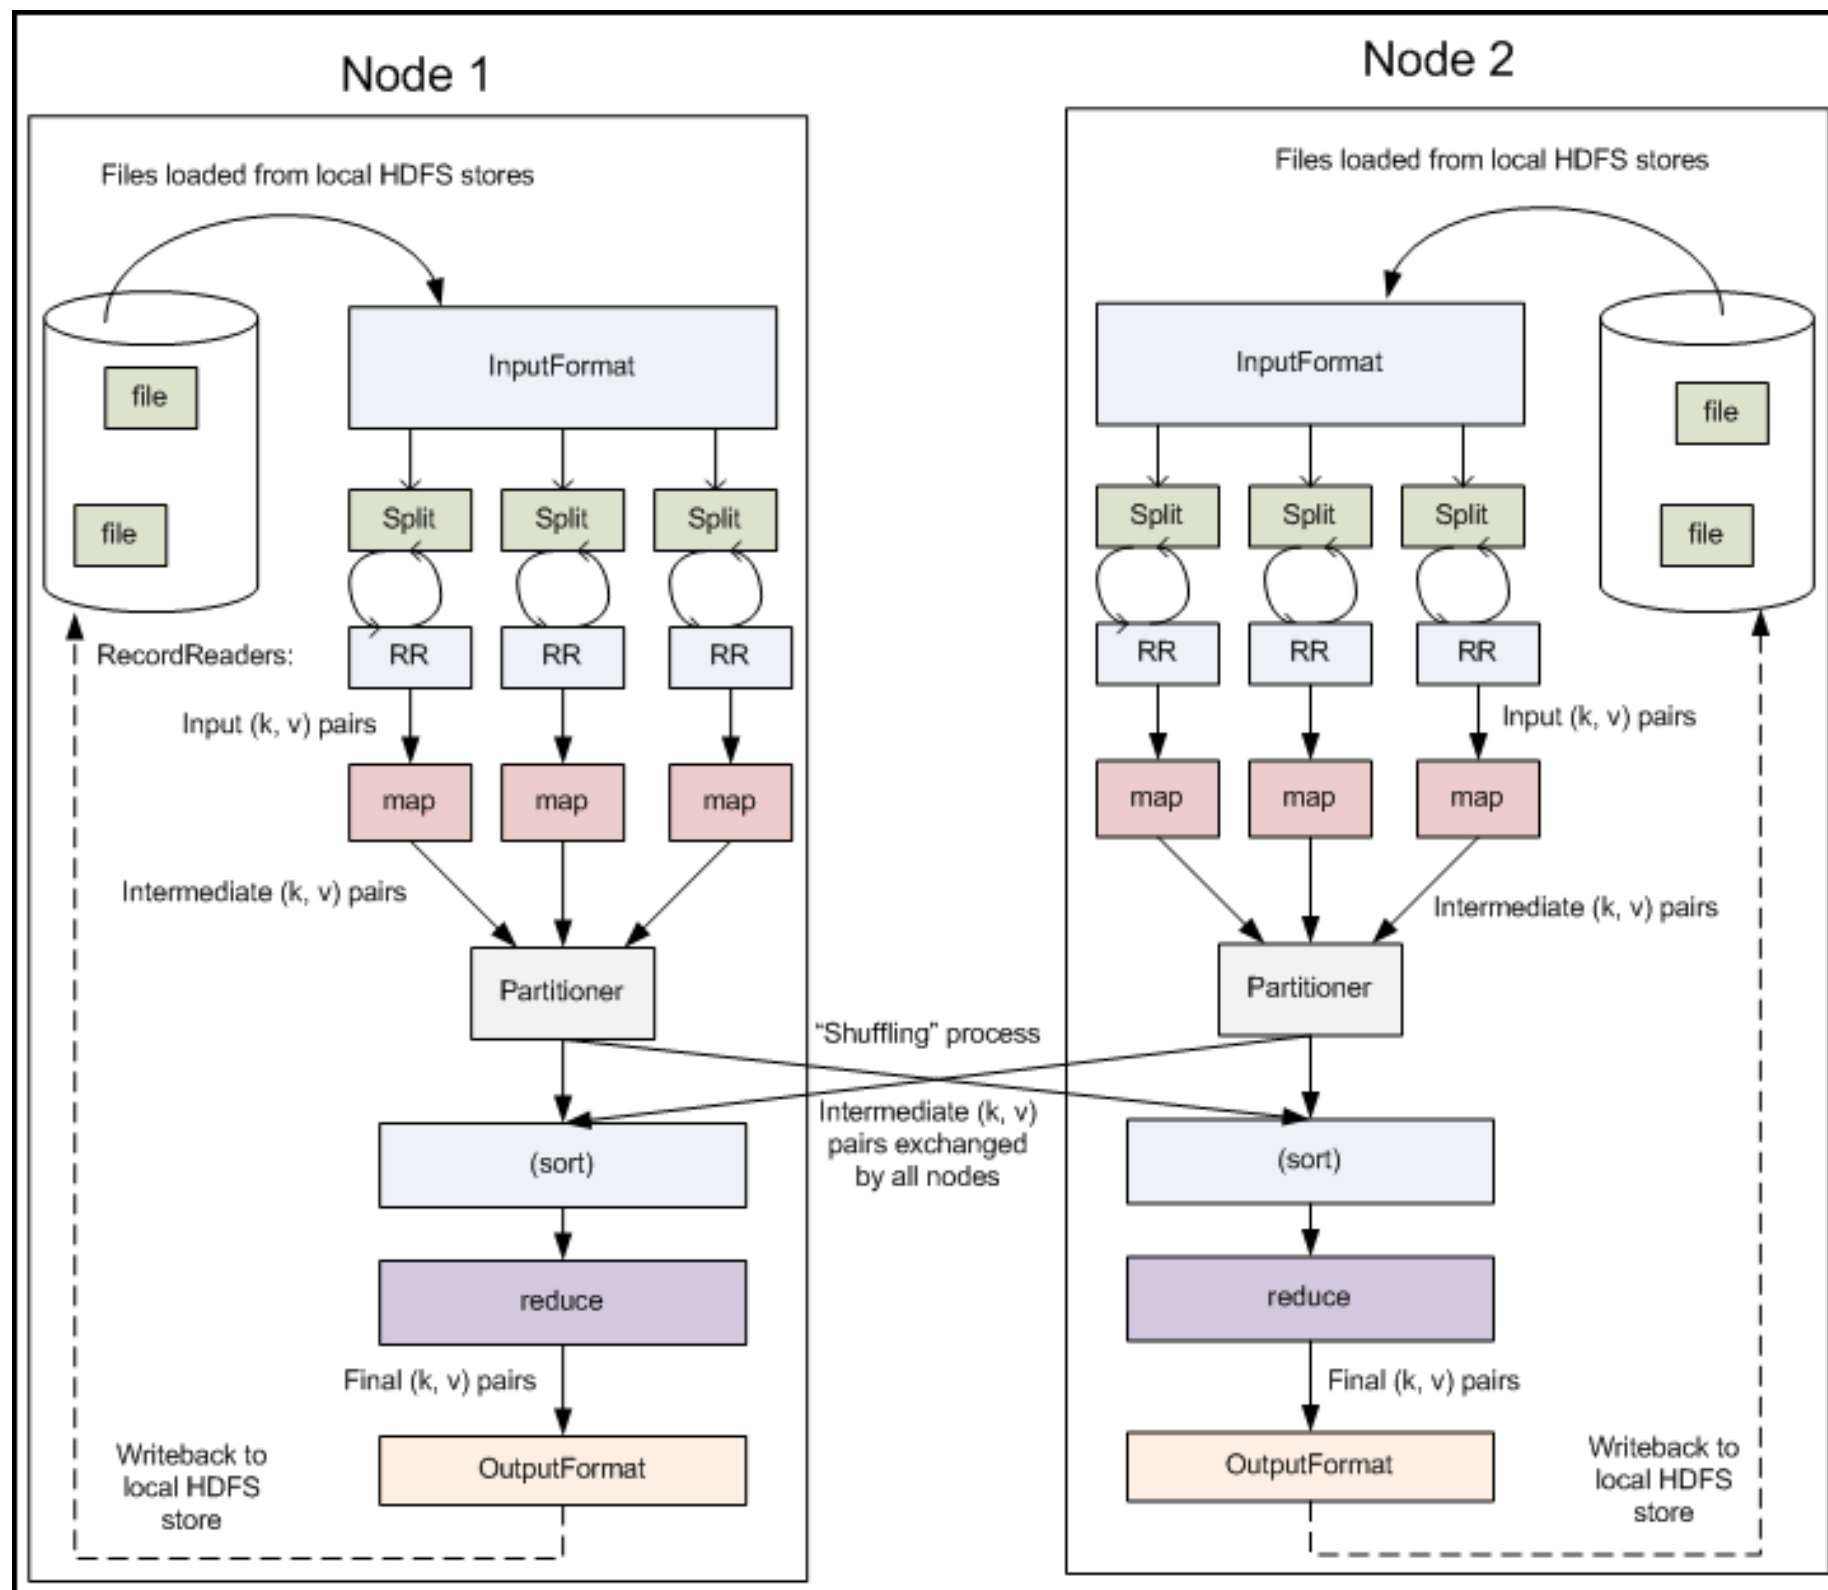 Node 1
Files loaded from local HDFS stores
file
file
InputFormat
Split
Split
Split
RecordReaders:
RR
RR
RR
Input (k, v) pairs
map
map
map
Intermediate (k, v) pairs
Partitioner
(sort)
reduce
Final (k, v) pairs
OutputFormat
Writeback to
local HDFS
store
“Shuffling” process
Intermediate (k, v)
pairs exchanged
by all nodes
Node 2
Files loaded from local HDFS stores
InputFormat
file
file
Split
Split
Split
RR
RR
RR
Input (k, v) pairs
map
map
map
Intermediate (k, v) pairs
Partitioner
(sort)
reduce
Final (k, v) pairs
OutputFormat
Writeback to
local HDFS
store